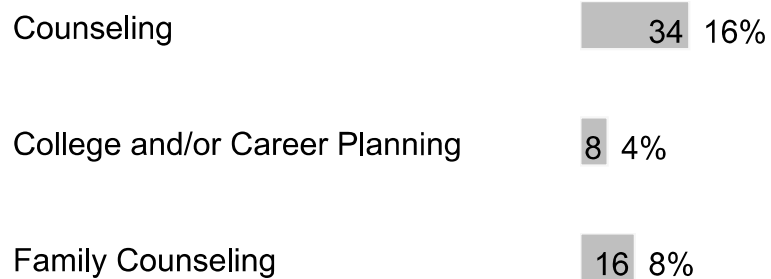 Counseling 34 16%
College and/or Career Planning 8 4%
Family Counseling 16 8%